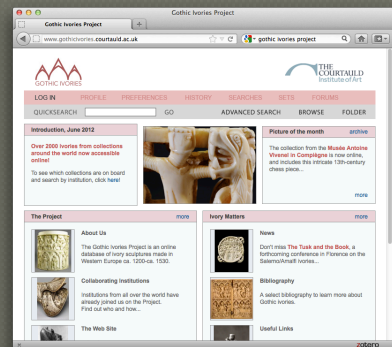 Gothic Ivories Project
Gothic Ivories Project
www.gothicivories.courtauld.ac.uk
gothic ivories project
GOTHIC IVORIES
THE
COURTAULD
Institute of Art
LOG IN PROFILE PREFERENCES HISTORY SEARCHES SETS FORUMS
QUICKSEARCH GO ADVANCED SEARCH BROWSE FOLDER
Introduction, June 2012
Over 2000 ivories from collections
around the world now accessible
online!
To see which collections are on board
and search by institution, click here!
Picture of the month archive
The collection from the Musée Antoine
Vivenel in Compiègne is now online,
and includes this intricate 13th-century
chess piece...
more
The Project more
About Us
The Gothic Ivories Project is an online
database of ivory sculptures made in
Western Europe ca. 1200-ca. 1530.
Collaborating Institutions
Institutions from all over the world have
already joined us on the Project.
Find out who and how...
The Web Site
Ivory Matters more
News
Don't miss The Tusk and the Book, a
forthcoming conference in Florence on the
Salerno/Amalfi ivories...
Bibliography
A select bibliography to learn more about
Gothic ivories.
Useful Links
zotero